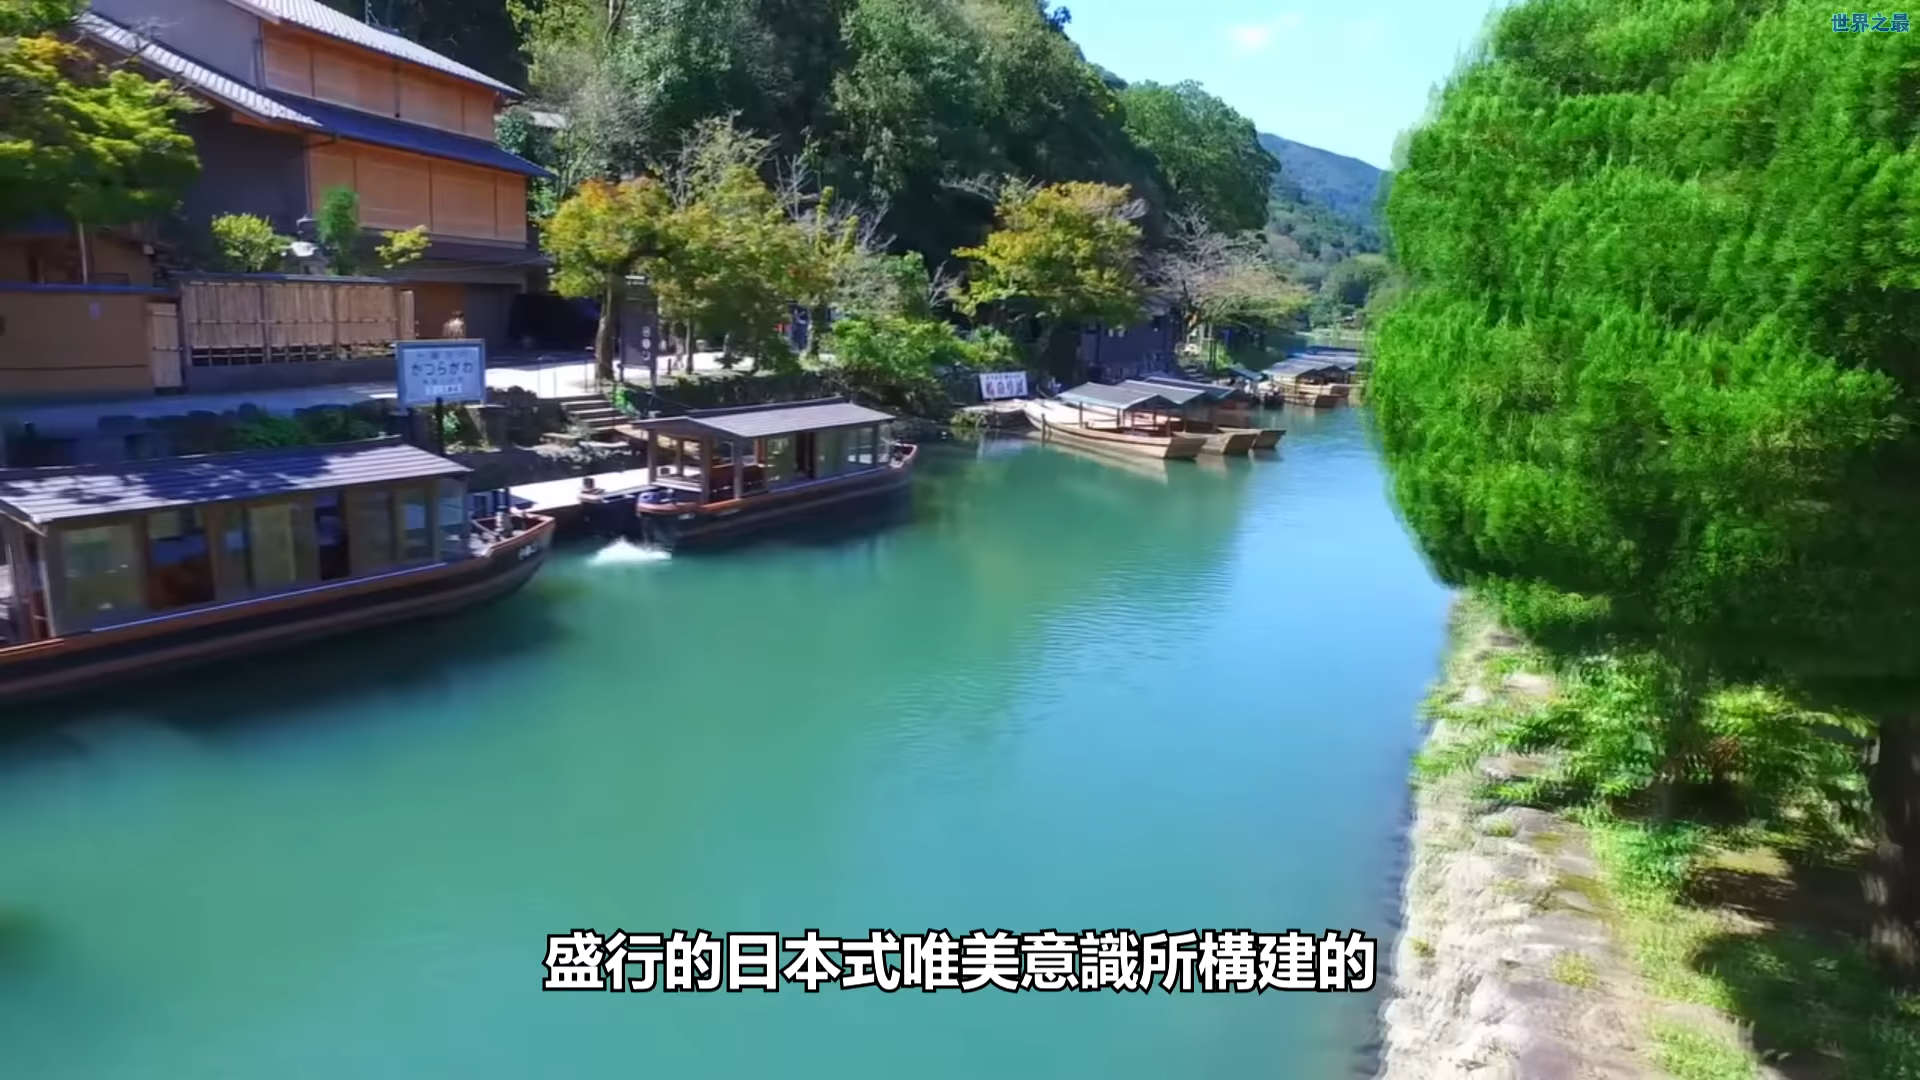 世界之最
かつらがわ
盛行的日本式唯美意識所構建的